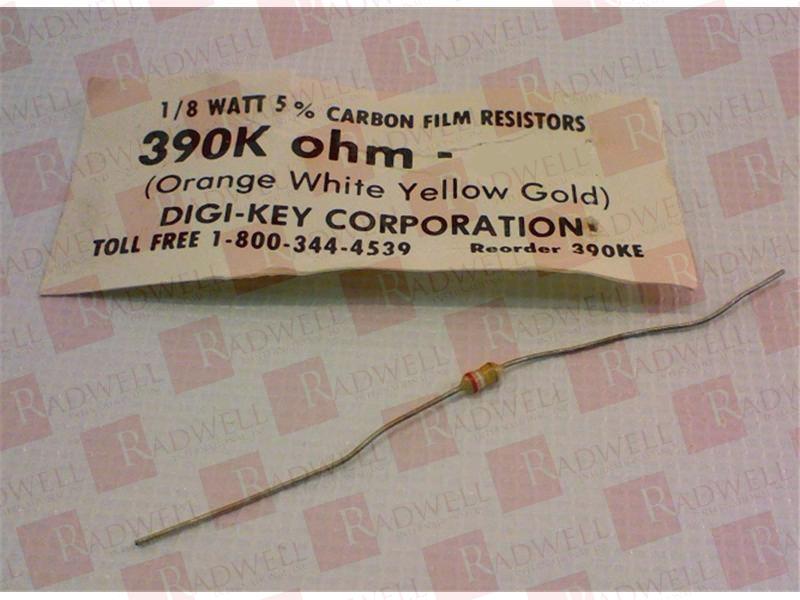 1/8 WATT 5% CARBON FILM RESISTORS
390K ohm -
(Orange White Yellow Gold)
DIGI-KEY CORPORATION
TOLL FREE 1-800-344-4539 Reorder 390KE
RADWELL